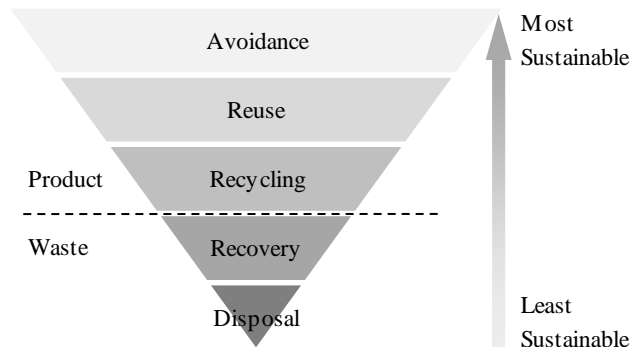 Avoidance
Most
Sustainable
Reuse
Product
Recycling
Waste
Recovery
Disposal
Least
Sustainable